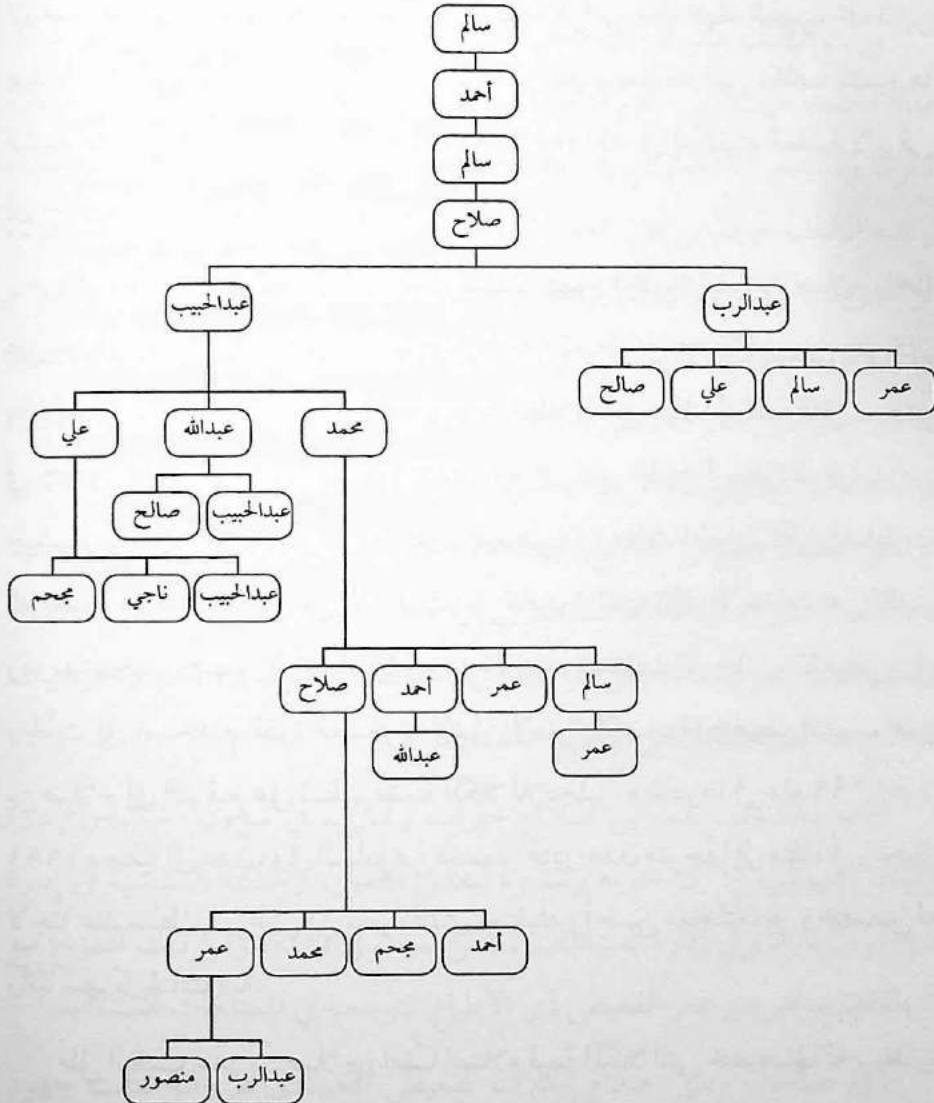 سالم
أحمد
سالم
صلاح
عبدالرب عبدالحبيب
عمر سالم علي صالح
محمد عبدالله علي
عبدالحبيب صالح
عبدالحبيب ناجي مجحم
سالم عمر أحمد صلاح
عمر عبدالله
أحمد مجحم محمد عمر
عبدالرب منصور